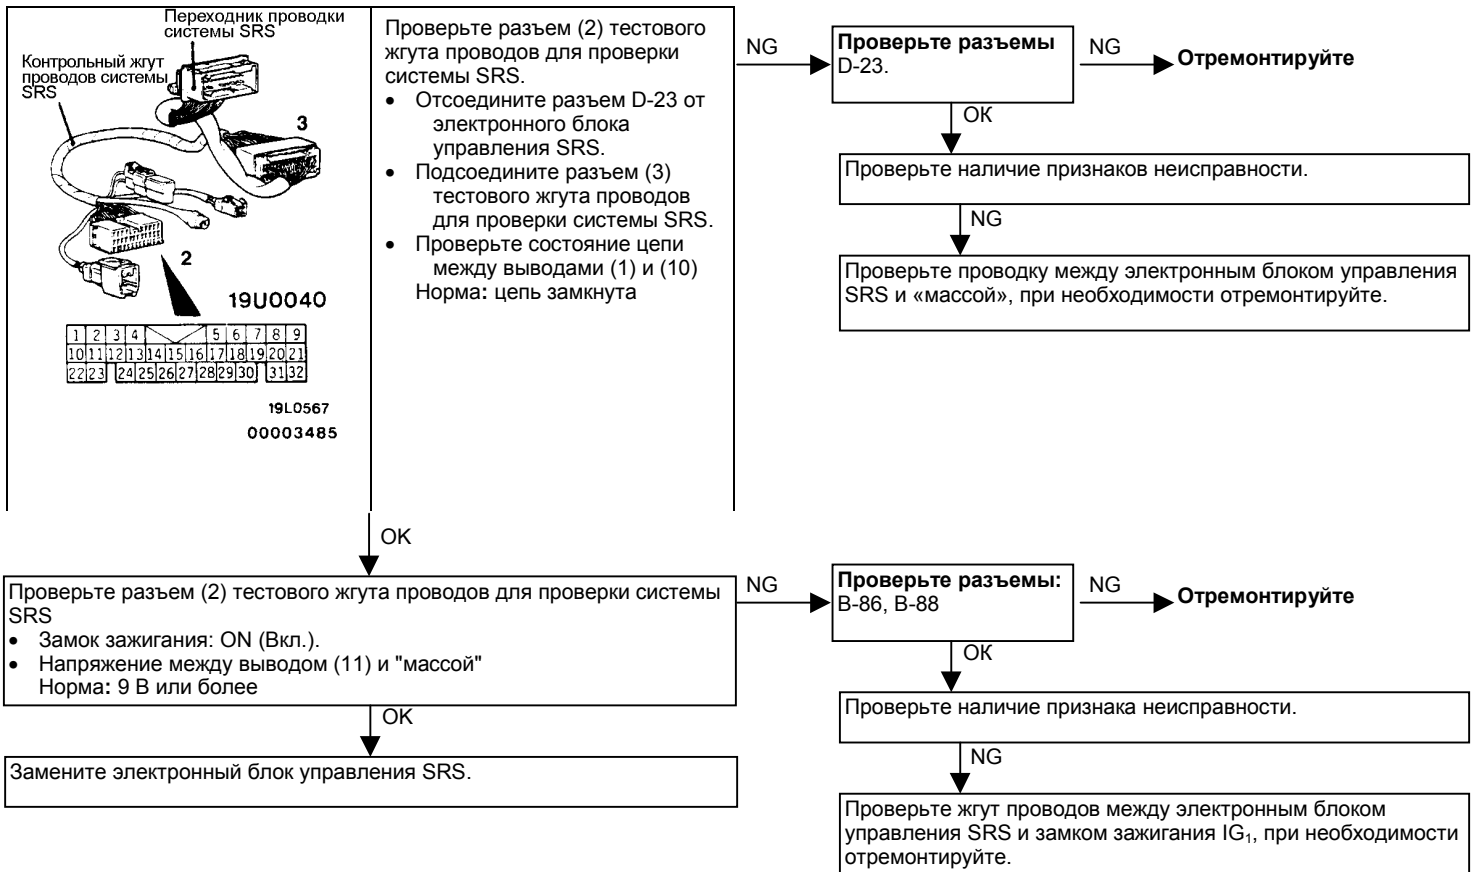 Переходник проводки
системы SRS
Контрольный жгут
проводов системы
SRS
3
2
19U0040
1 2 3 4 5 6 7 8 9
10 11 12 13 14 15 16 17 18 19 20 21
22 23 24 25 26 27 28 29 30 31 32
19L0567
00003485
Проверьте разъем (2) тестового
жгута проводов для проверки
системы SRS.
• Отсоедините разъем D-23 от
электронного блока
управления SRS.
• Подсоедините разъем (3)
тестового жгута проводов
для проверки системы SRS.
• Проверьте состояние цепи
между выводами (1) и (10)
Норма: цепь замкнута
NG
Проверьте разъемы
D-23.
NG
Отремонтируйте
OK
Проверьте наличие признаков неисправности.
NG
Проверьте проводку между электронным блоком управления
SRS и «массой», при необходимости отремонтируйте.
OK
Проверьте разъем (2) тестового жгута проводов для проверки системы
SRS
• Замок зажигания: ON (Вкл.).
• Напряжение между выводом (11) и "массой"
Норма: 9 В или более
NG
Проверьте разъемы:
B-86, B-88
NG
Отремонтируйте
OK
Проверьте наличие признака неисправности.
NG
Проверьте жгут проводов между электронным блоком
управления SRS и замком зажигания IG₁, при необходимости
отремонтируйте.
OK
Замените электронный блок управления SRS.